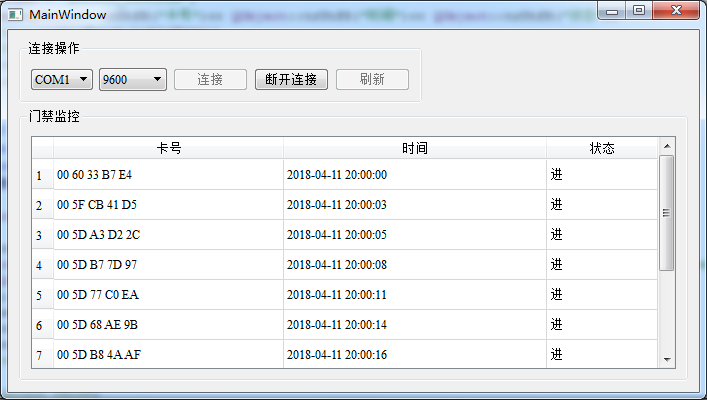 MainWindow
连接操作
COM1 9600 连接 断开连接 刷新
门禁监控
卡号 时间 状态
1 00 60 33 B7 E4 2018-04-11 20:00:00 进
2 00 5F CB 41 D5 2018-04-11 20:00:03 进
3 00 5D A3 D2 2C 2018-04-11 20:00:05 进
4 00 5D B7 7D 97 2018-04-11 20:00:08 进
5 00 5D 77 C0 EA 2018-04-11 20:00:11 进
6 00 5D 68 AE 9B 2018-04-11 20:00:14 进
7 00 5D B8 4A AF 2018-04-11 20:00:16 进